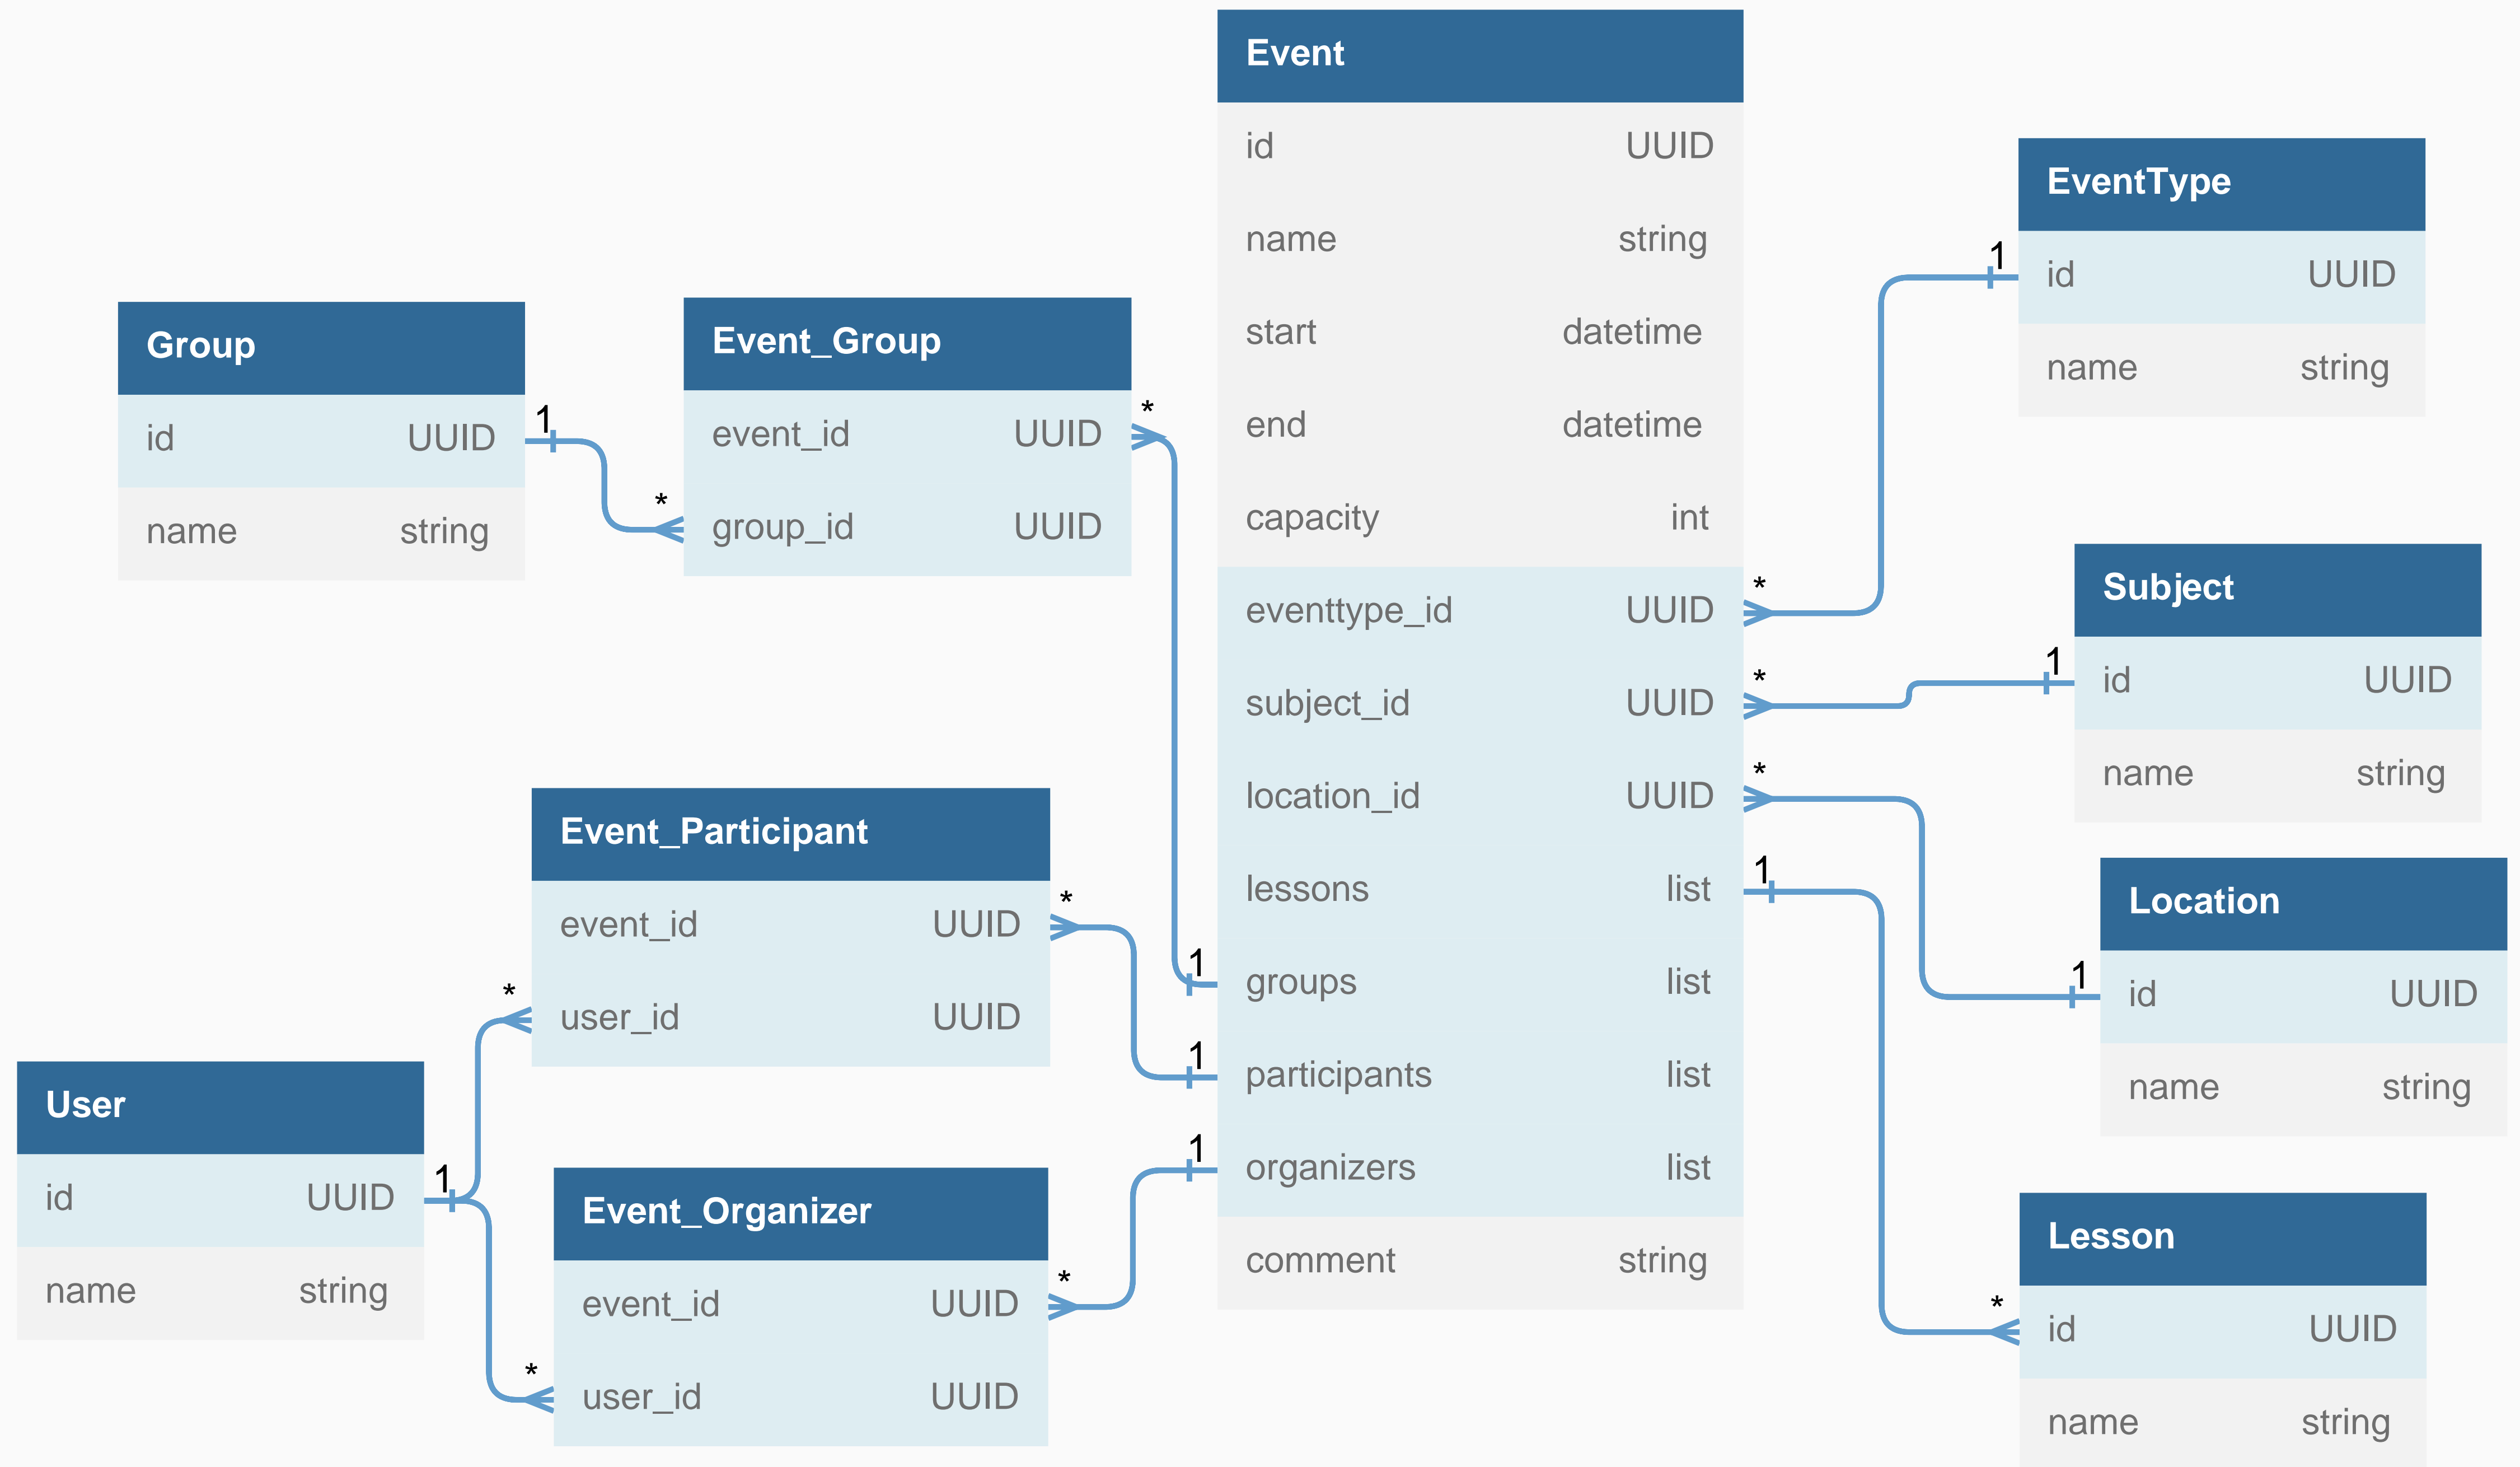 Event
id UUID
name string
start datetime
end datetime
capacity int
* eventtype_id UUID
* subject_id UUID
* location_id UUID
1 lessons list
1 groups list
1 participants list
1 organizers list
comment string
EventType
1 id UUID
name string
Group
id UUID 1
name string
Event_Group
event_id UUID *
* group_id UUID
Subject
1 id UUID
name string
Event_Participant
event_id UUID *
* user_id UUID
Location
1 id UUID
name string
User
id UUID 1
name string
Event_Organizer
event_id UUID *
* user_id UUID
Lesson
* id UUID
name string